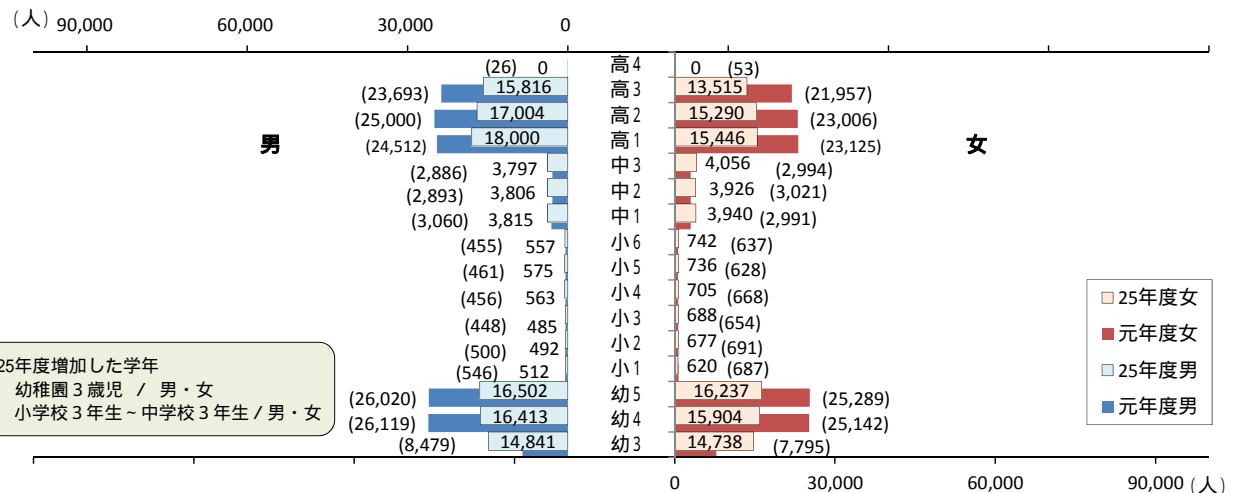 (人) 90,000 60,000 30,000 0
(26) 0 高4 0 (53)
(23,693) 15,816 高3 13,515 (21,957)
(25,000) 17,004 高2 15,290 (23,006)
男 (24,512) 18,000 高1 15,446 (23,125) 女
(2,886) 3,797 中3 4,056 (2,994)
(2,893) 3,806 中2 3,926 (3,021)
(3,060) 3,815 中1 3,940 (2,991)
(455) 557 小6 742 (637)
(461) 575 小5 736 (628)
(456) 563 小4 705 (668)
(448) 485 小3 688 (654)
(500) 492 小2 677 (691)
(546) 512 小1 620 (687)
(26,020) 16,502 幼5 16,237 (25,289)
(26,119) 16,413 幼4 15,904 (25,142)
(8,479) 14,841 幼3 14,738 (7,795)
25年度女
元年度女
25年度男
元年度男
25年度増加した学年
幼稚園3歳児 / 男・女
小学校3年生~中学校3年生/男・女
0 30,000 60,000 90,000 (人)